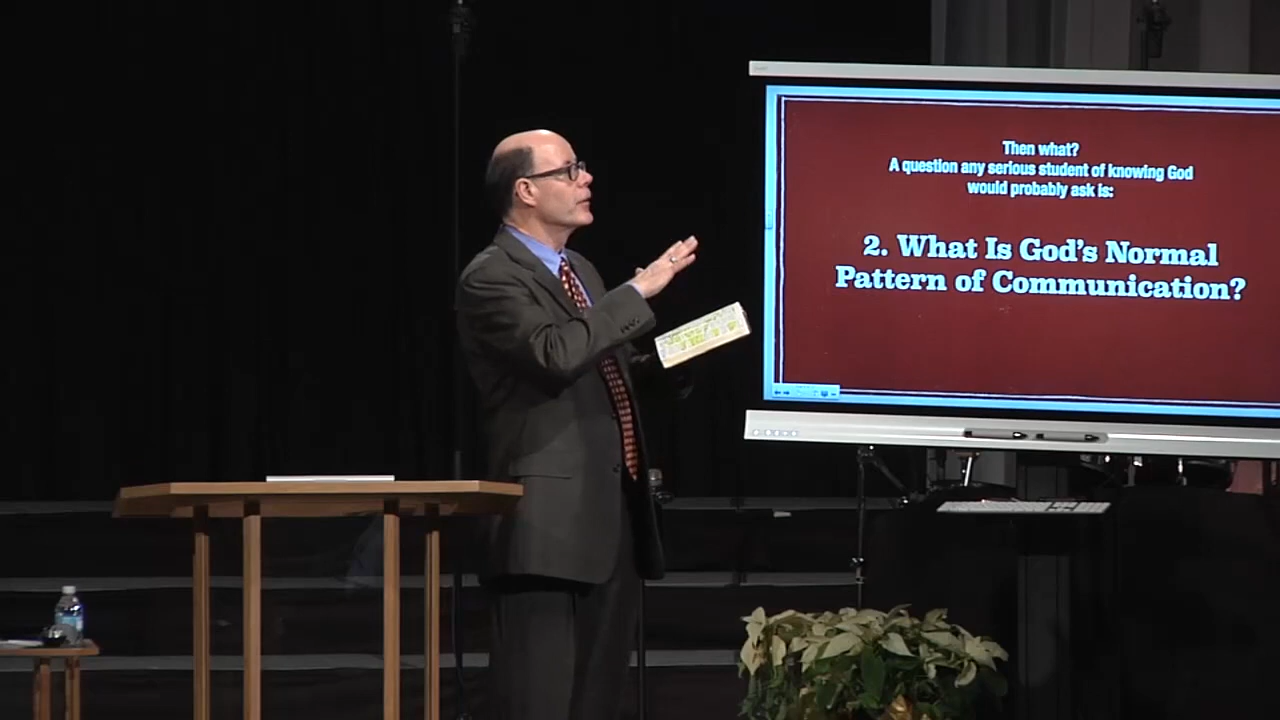 Then what?
A question any serious student of knowing God
would probably ask is:
2. What Is God's Normal
Pattern of Communication?